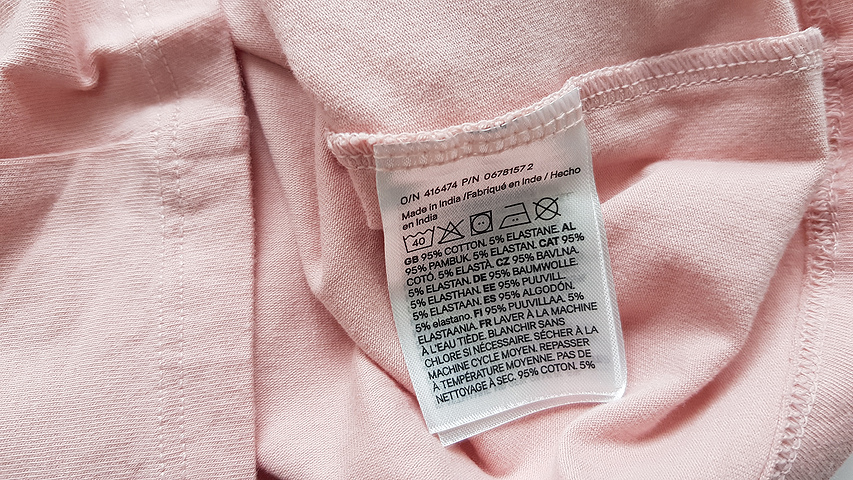 O/N 416474 P/N 06781572
Made in India /Fabriqué en Inde / Hecho
en India
40
GB 95% COTTON. 5% ELASTANE. AL
95% PAMBUK. 5% ELASTAN. CAT 95%
COTÓ. 5% ELASTÀ. CZ 95% BAVLNA.
5% ELASTAN. DE 95% BAUMWOLLE.
5% ELASTHAN. EE 95% PUUVILL.
5% ELASTAAN. ES 95% ALGODÓN.
5% elastano. FI 95% PUUVILLAA. 5%
ELASTAANIA. FR LAVER À LA MACHINE
À L'EAU TIÈDE. BLANCHIR SANS
CHLORE SI NÉCESSAIRE. SÉCHER À LA
MACHINE CYCLE MOYEN. REPASSER
À TEMPÉRATURE MOYENNE. PAS DE
NETTOYAGE À SEC. 95% COTON. 5%